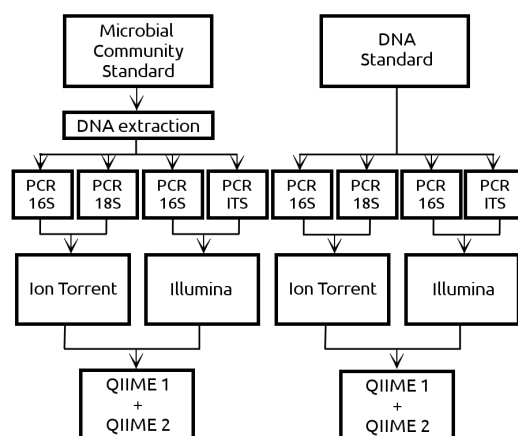 Microbial
Community
Standard
DNA
Standard
DNA extraction
PCR
16S
PCR
18S
PCR
16S
PCR
ITS
PCR
16S
PCR
18S
PCR
16S
PCR
ITS
Ion Torrent
Illumina
Ion Torrent
Illumina
QIIME 1
+
QIIME 2
QIIME 1
+
QIIME 2